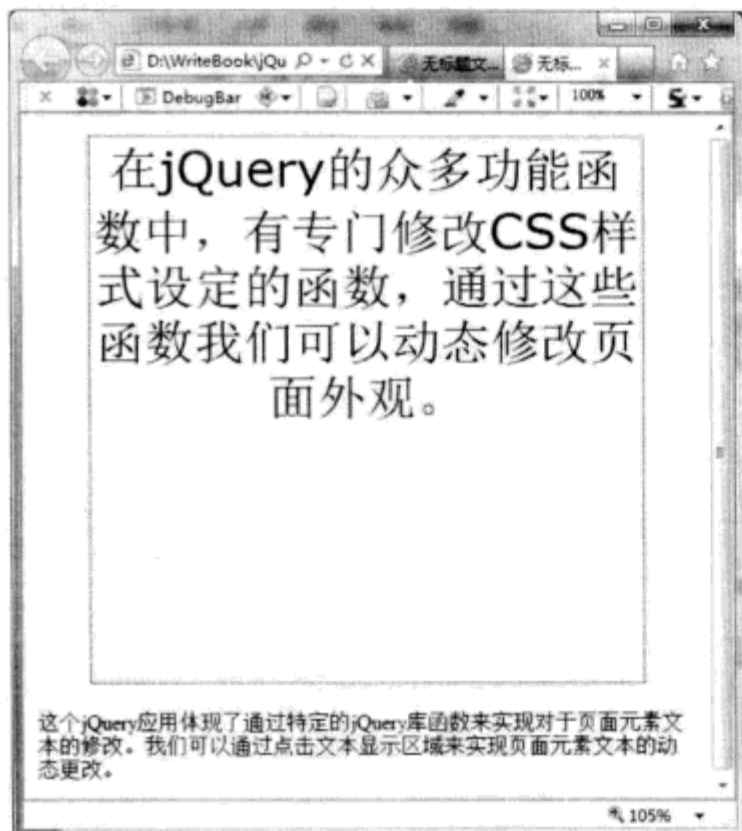 D:\WriteBook\jQu
无标题文...
无标...
DebugBar
100%
在jQuery的众多功能函
数中，有专门修改CSS样
式设定的函数，通过这些
函数我们可以动态修改页
面外观。
这个jQuery应用体现了通过特定的jQuery库函数来实现对于页面元素文
本的修改。我们可以通过点击文本显示区域来实现页面元素文本的动
态更改。
105%